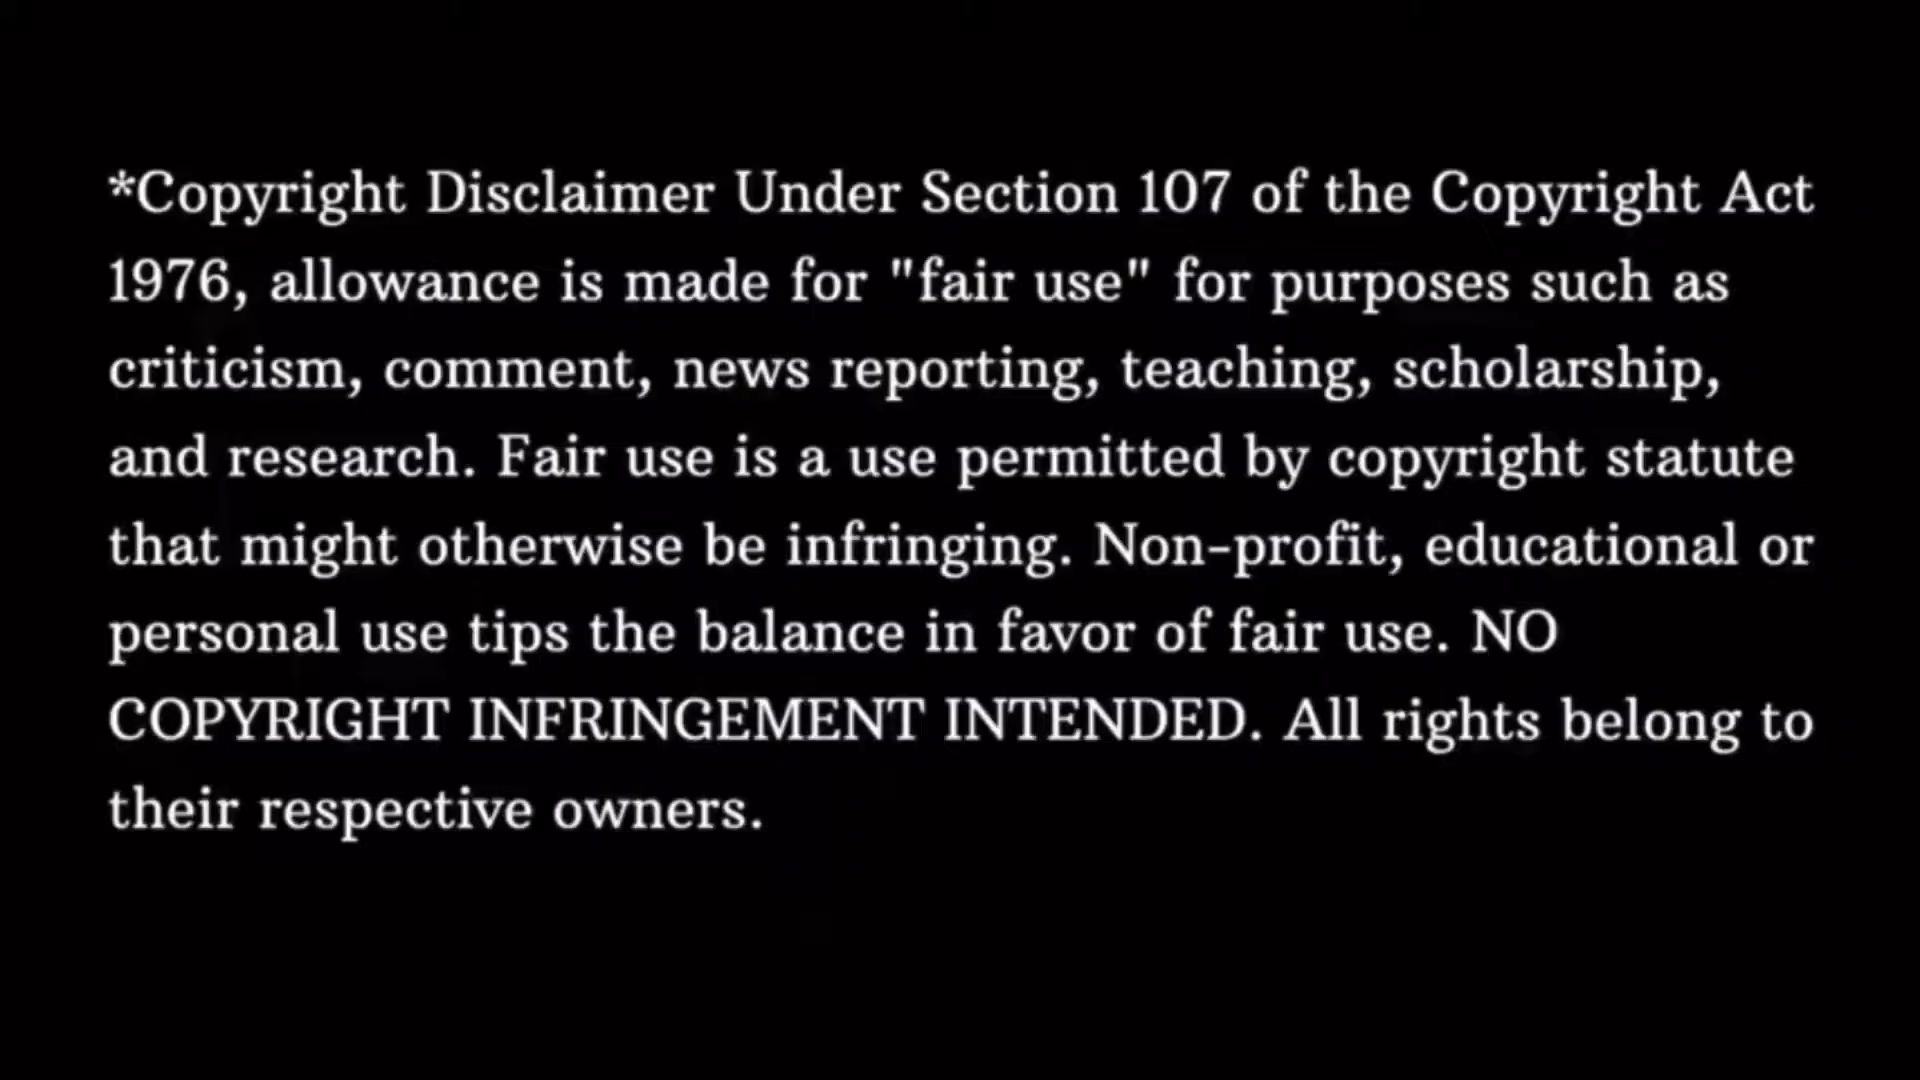 *Copyright Disclaimer Under Section 107 of the Copyright Act
1976, allowance is made for "fair use" for purposes such as
criticism, comment, news reporting, teaching, scholarship,
and research. Fair use is a use permitted by copyright statute
that might otherwise be infringing. Non-profit, educational or
personal use tips the balance in favor of fair use. NO
COPYRIGHT INFRINGEMENT INTENDED. All rights belong to
their respective owners.